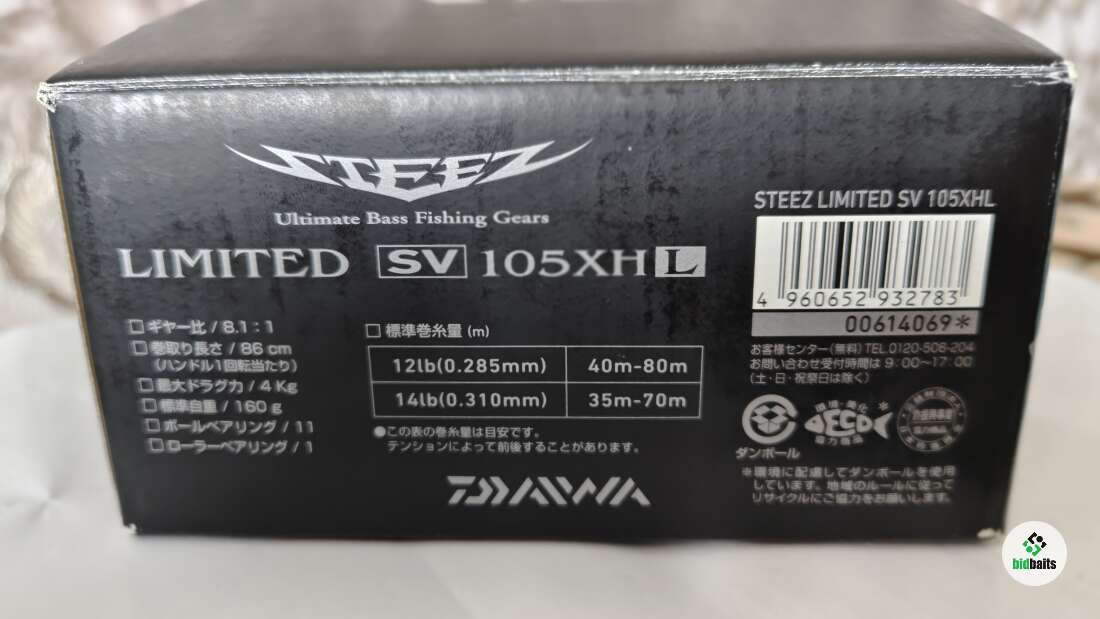 STEEZ
Ultimate Bass Fishing Gears
LIMITED SV 105XH L
□ギヤー比 / 8.1:1
□巻取り長さ / 86 cm
(ハンドル1回転当たり)
□最大ドラグ力 / 4 Kg
□標準自重 / 160 g
□ボールベアリング / 11
□ローラーベアリング / 1
□ 標準巻糸量 (m)
12lb(0.285mm) 40m-80m
14lb(0.310mm) 35m-70m
●この表の巻糸量は目安です。
テンションによって前後することがあります。
DAIWA
STEEZ LIMITED SV 105XHL
4 960652 932783
00614069*
お客様センター(無料) TEL.0120-506-204
お問い合わせ受付時間は 9:00~17:00
(土・日・祝祭日は除く)
環境・美化
ECO
協力商品
ダンボール
※環境に配慮してダンボールを使用
しています。地域のルールに従って
リサイクルにご協力をお願いします。
bidbaits